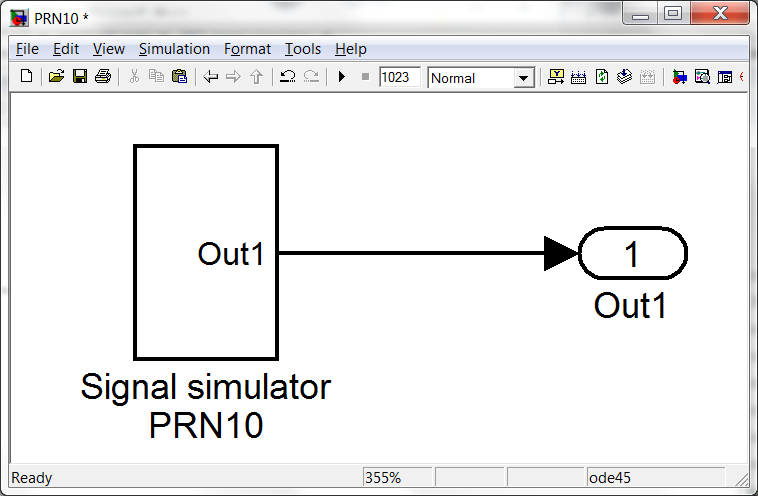 PRN10 *
File Edit View Simulation Format Tools Help
1023 Normal
Out1
1
Out1
Signal simulator
PRN10
Ready 355% ode45